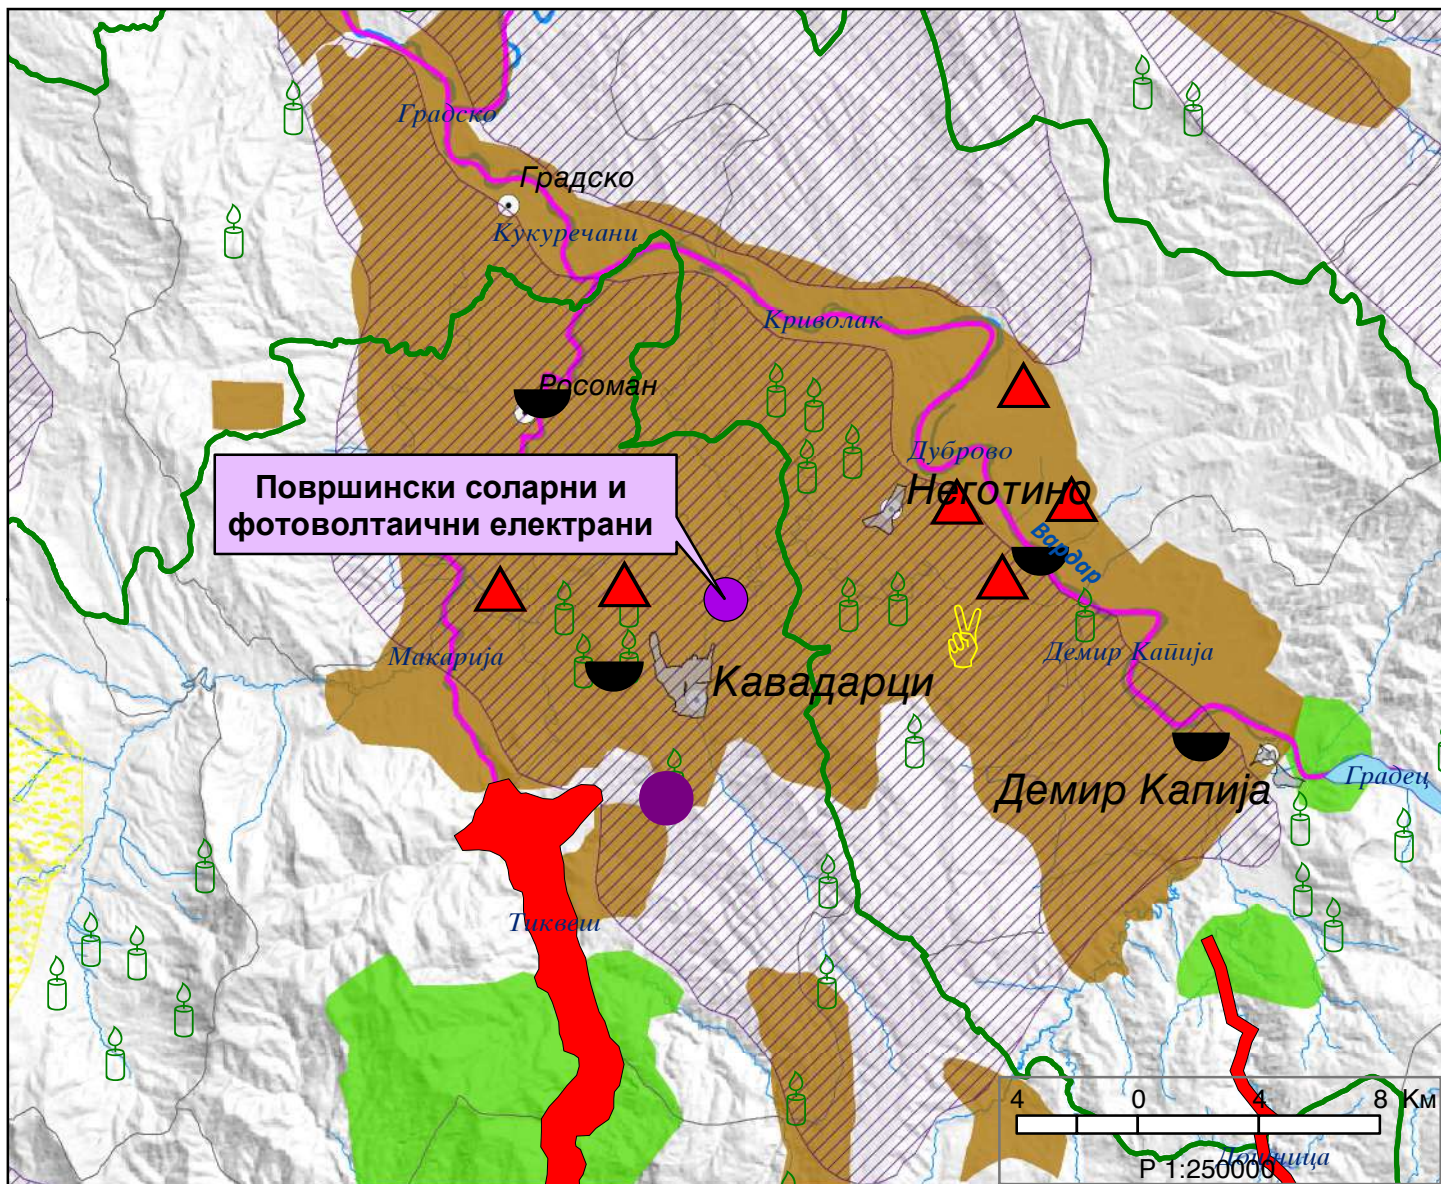 Градско
Градско
Кукуречани
Криволак
Росоман
Дуброво
Неготино
Површински соларни и
фотоволтаични електрани
Вардар
Макарија
Демир Капија
Кавадарци
Градец
Демир Капија
Тиквеш
4 0 4 8 Км
Дошница
Р 1:250000